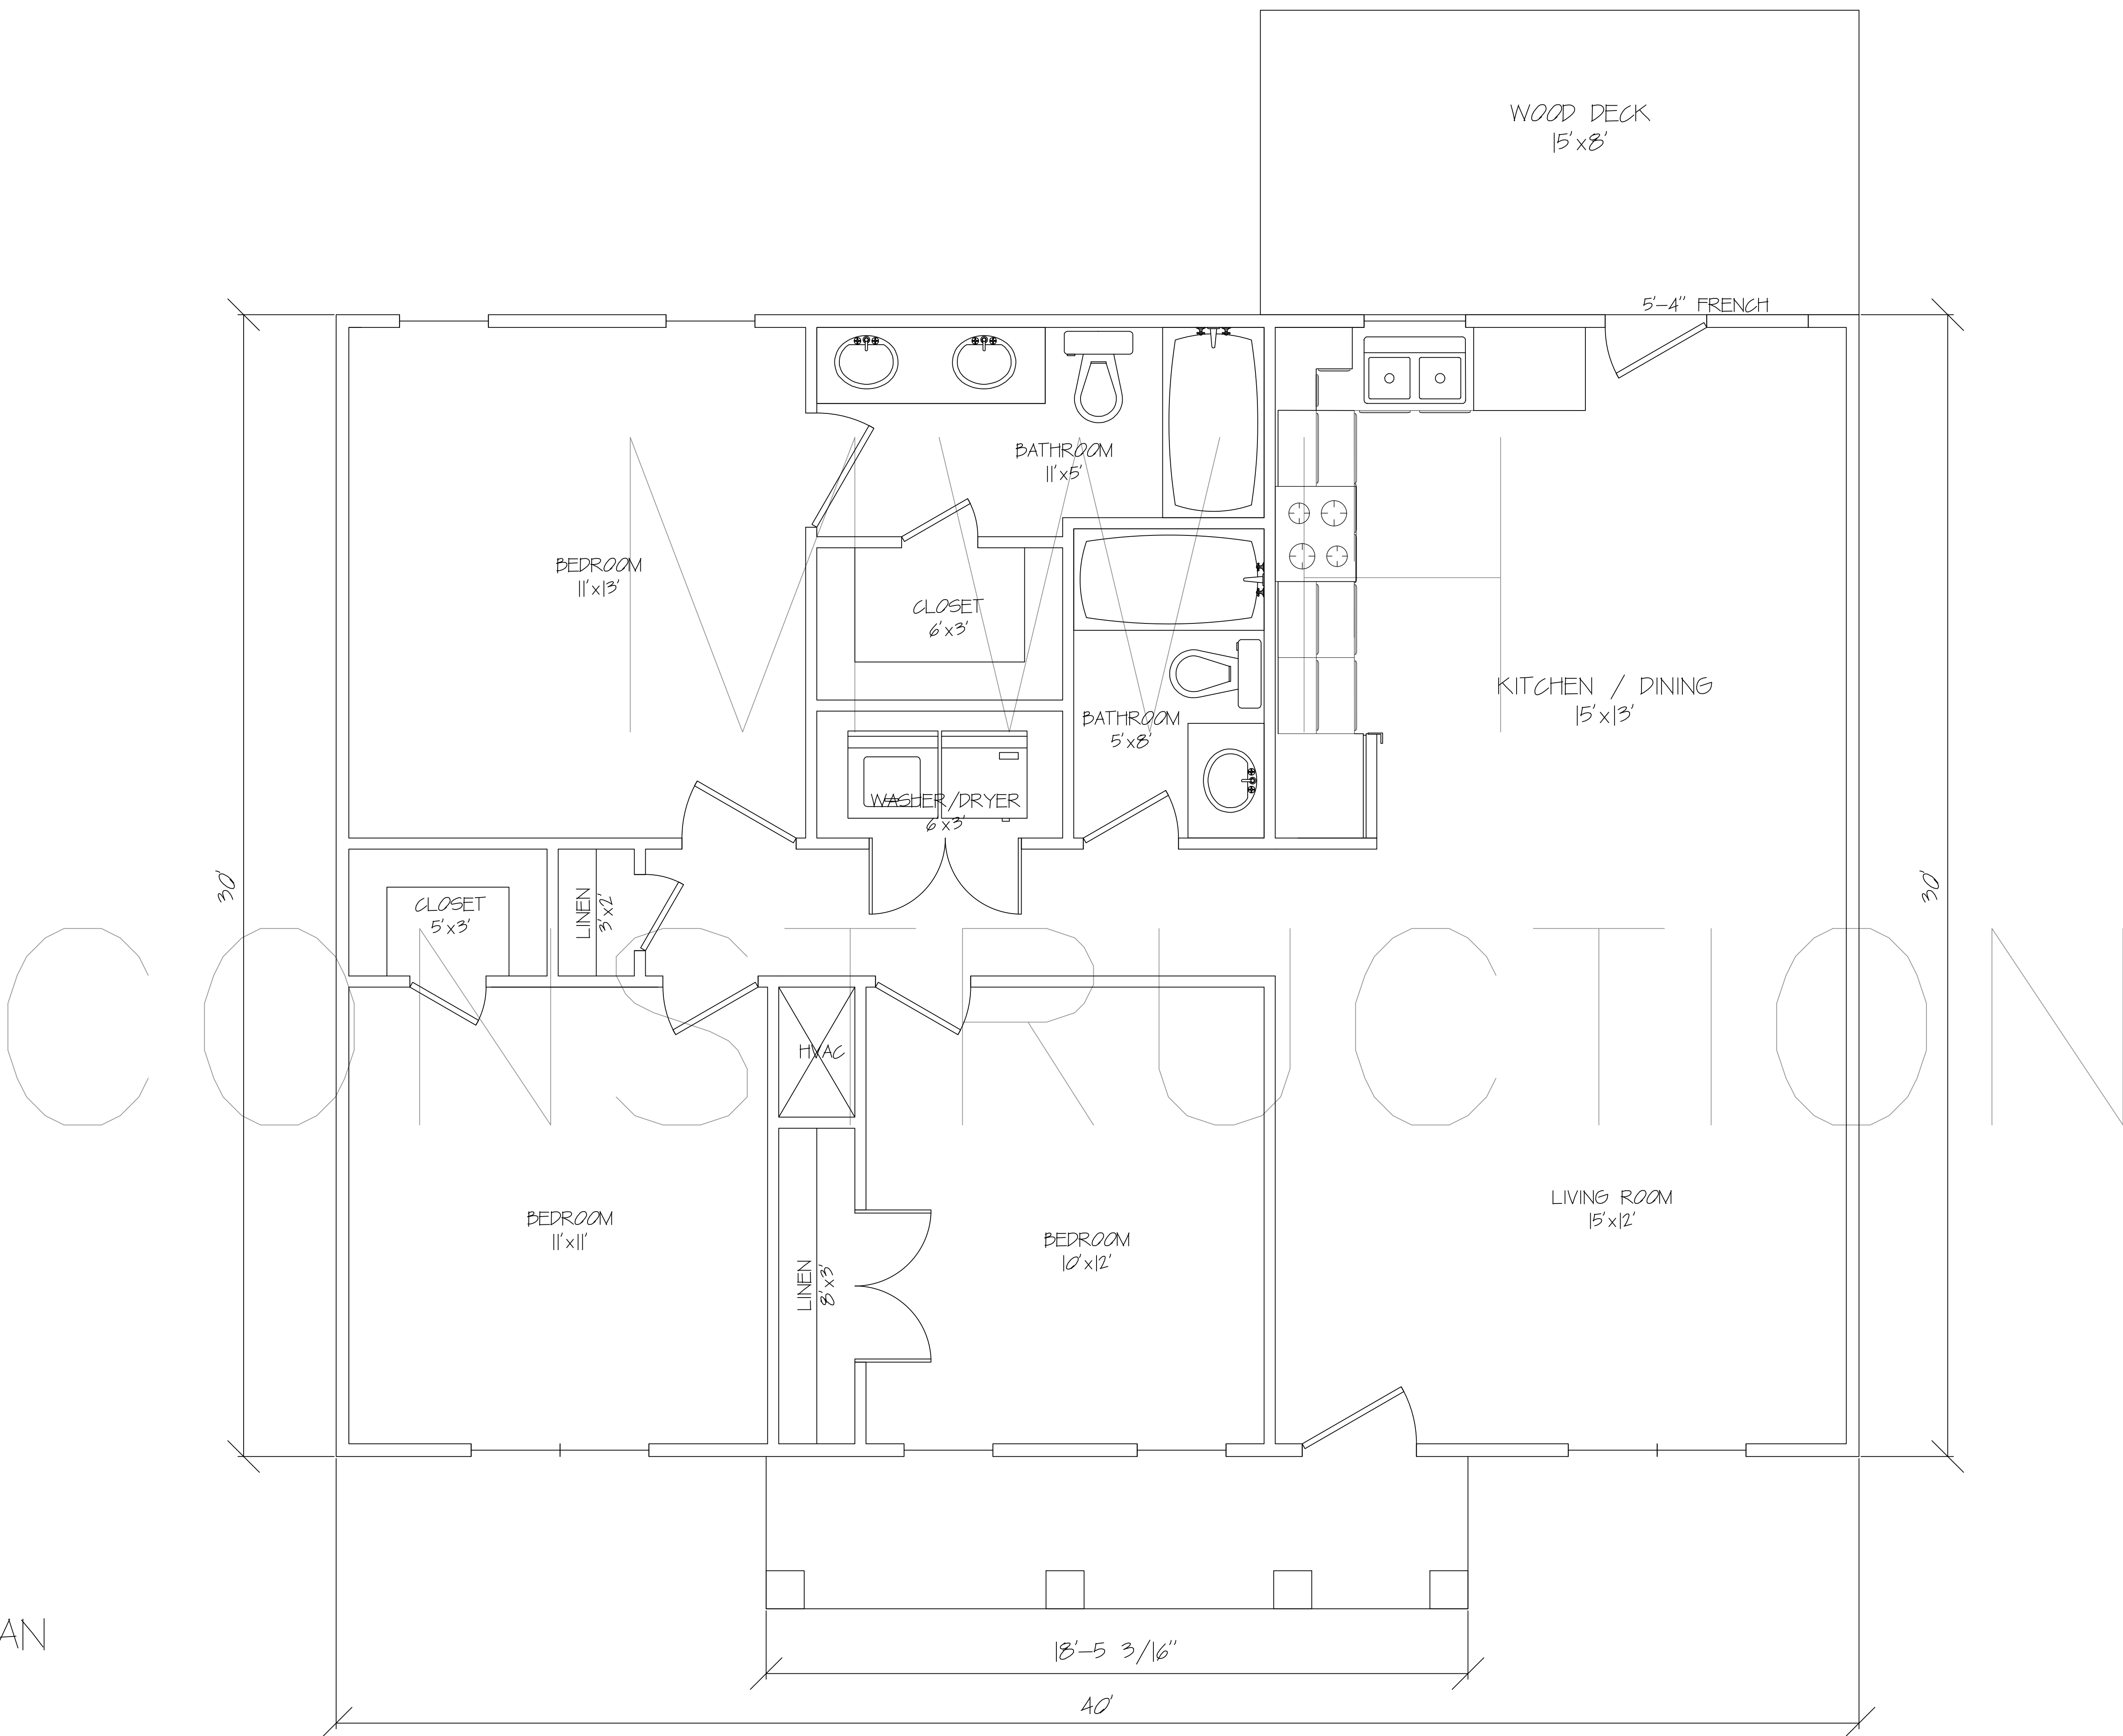 WOOD DECK
15'x8'
5'-4" FRENCH
BATHROOM
11'x5'
BEDROOM
11'x13'
CLOSET
6'x3'
KITCHEN / DINING
15'x13'
BATHROOM
5'x8'
WASHER/DRYER
6'x3'
30'
30'
CLOSET
5'x3'
LINEN
3'x2'
MWH
CONSTRUCTION
HVAC
BEDROOM
11'x11'
LINEN
8'x3'
BEDROOM
10'x12'
LIVING ROOM
15'x12'
AN
18'-5 3/16"
40'